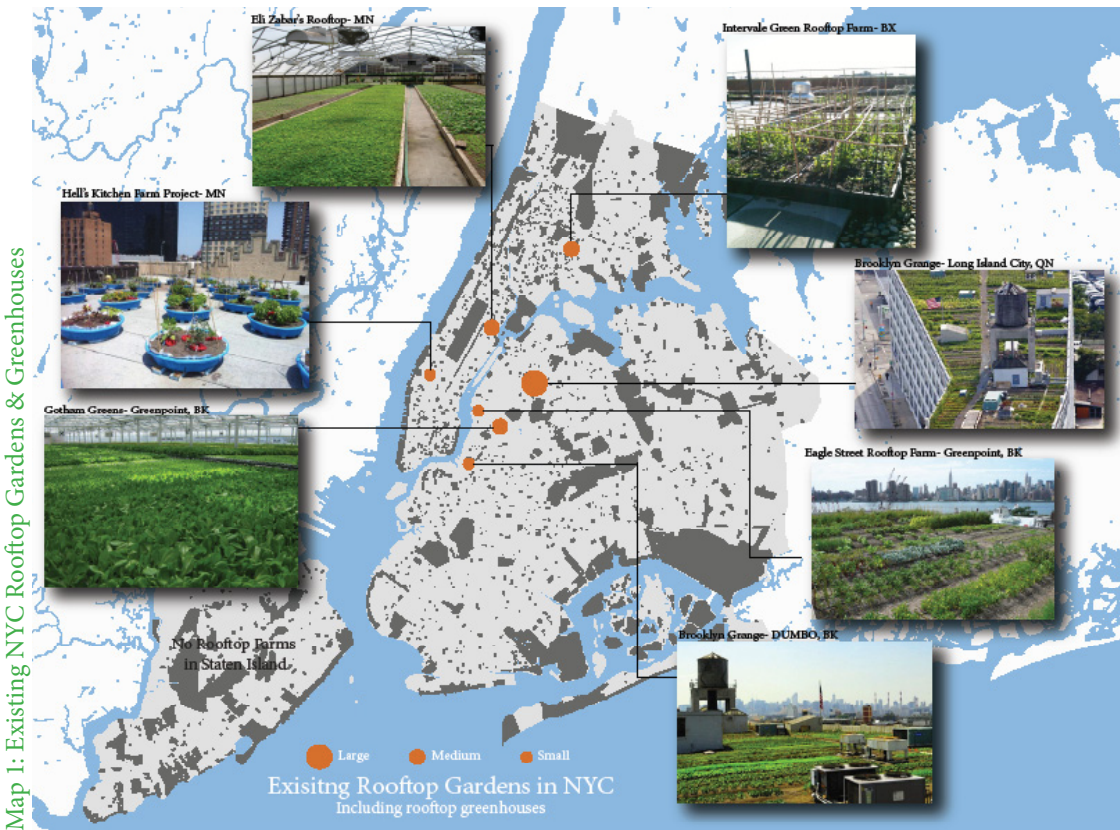 Map 1: Existing NYC Rooftop Gardens & Greenhouses
Eli Zabar's Rooftop- MN
Intervale Green Rooftop Farm- BX
Hell's Kitchen Farm Project- MN
Brooklyn Grange- Long Island City, QN
Gotham Greens- Greenpoint, BK
Eagle Street Rooftop Farm- Greenpoint, BK
No Rooftop Farms
in Staten Island
Brooklyn Grange- DUMBO, BK
Large
Medium
Small
Exisitng Rooftop Gardens in NYC
Including rooftop greenhouses